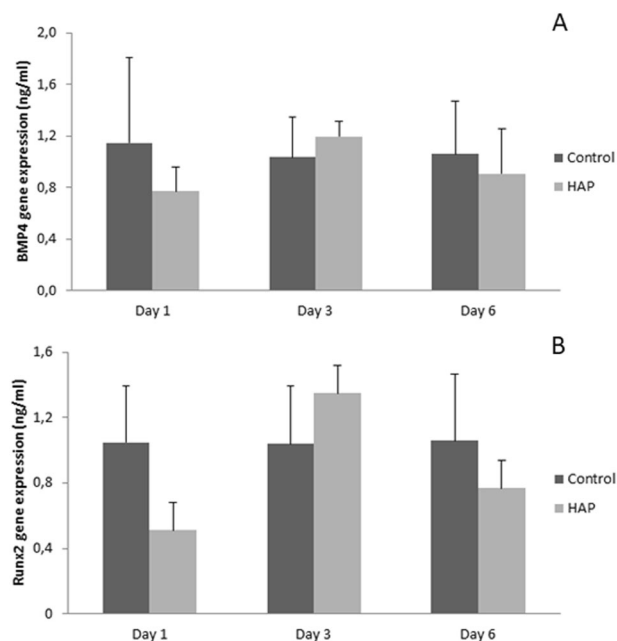 A
BMP4 gene expression (ng/ml)
2,0
1,6
1,2
0,8
0,4
0,0
Control
HAP
Day 1 Day 3 Day 6
B
Runx2 gene expression (ng/ml)
1,6
1,2
0,8
0,4
0
Control
HAP
Day 1 Day 3 Day 6